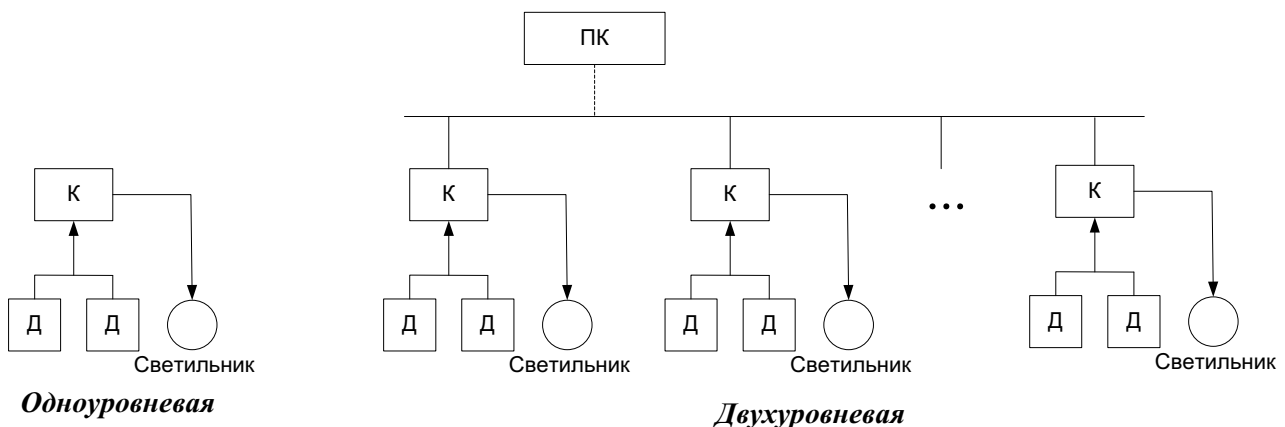 ПК
К
К
К
...
К
Д Д
Д Д
Д Д
Д Д
Светильник
Светильник
Светильник
Светильник
Одноуровневая
Двухуровневая